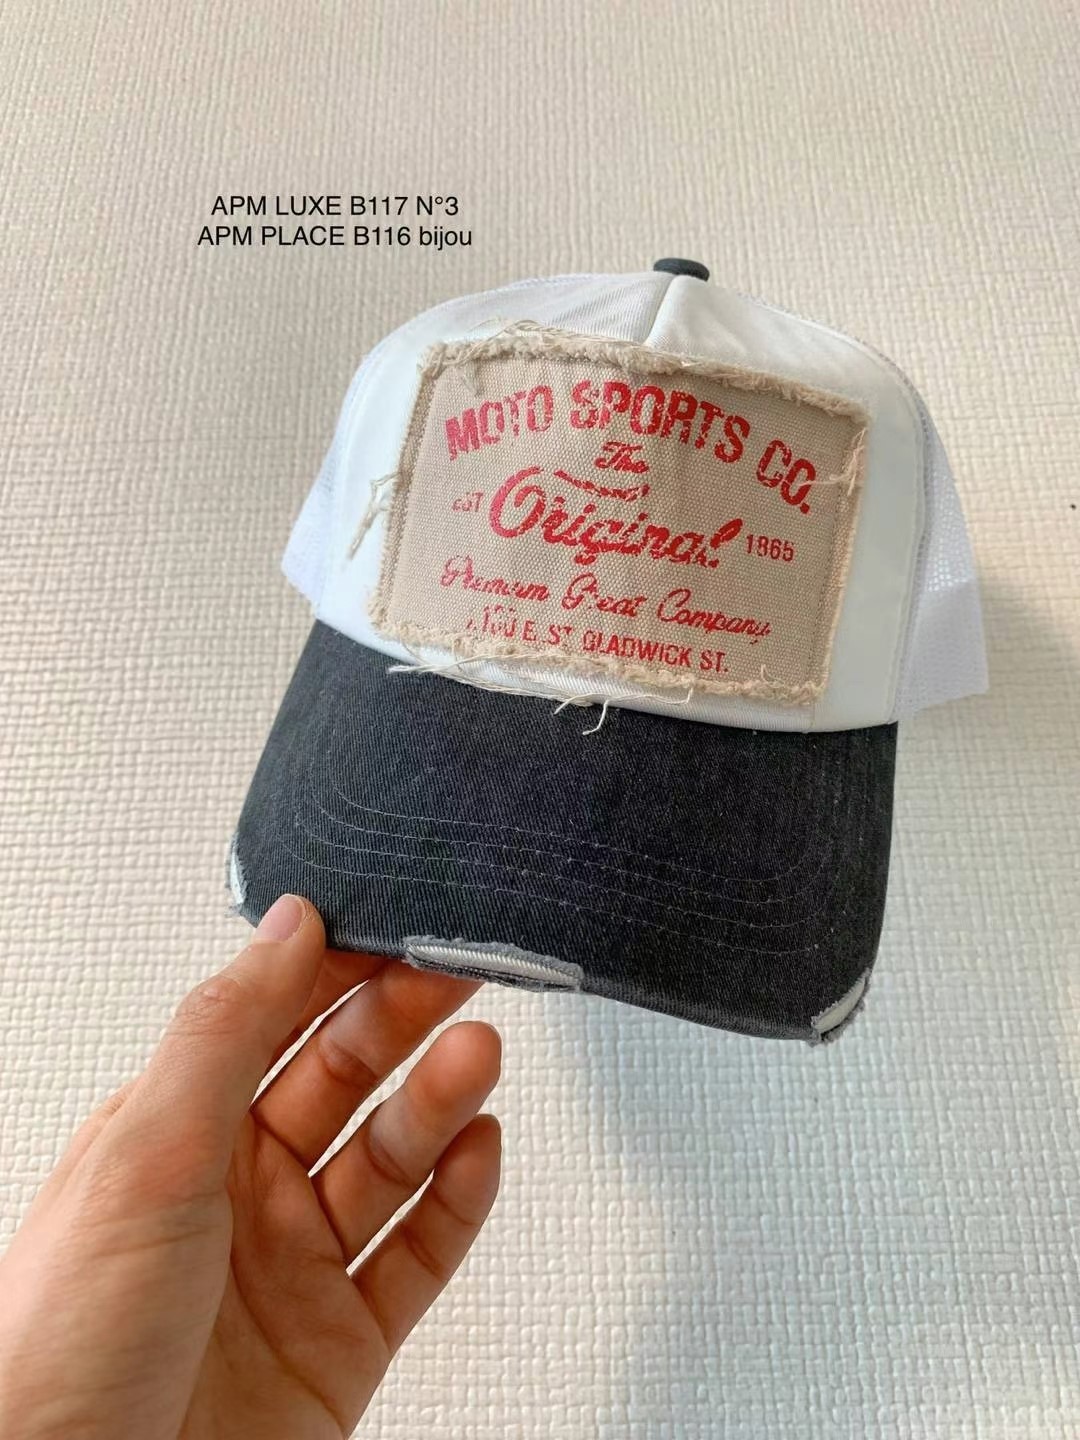 APM LUXE B117 N°3
APM PLACE B116 bijou
MOTO SPORTS CO.
The
EST Original 1865
Premium Great Company
100 E. ST GLADWICK ST.